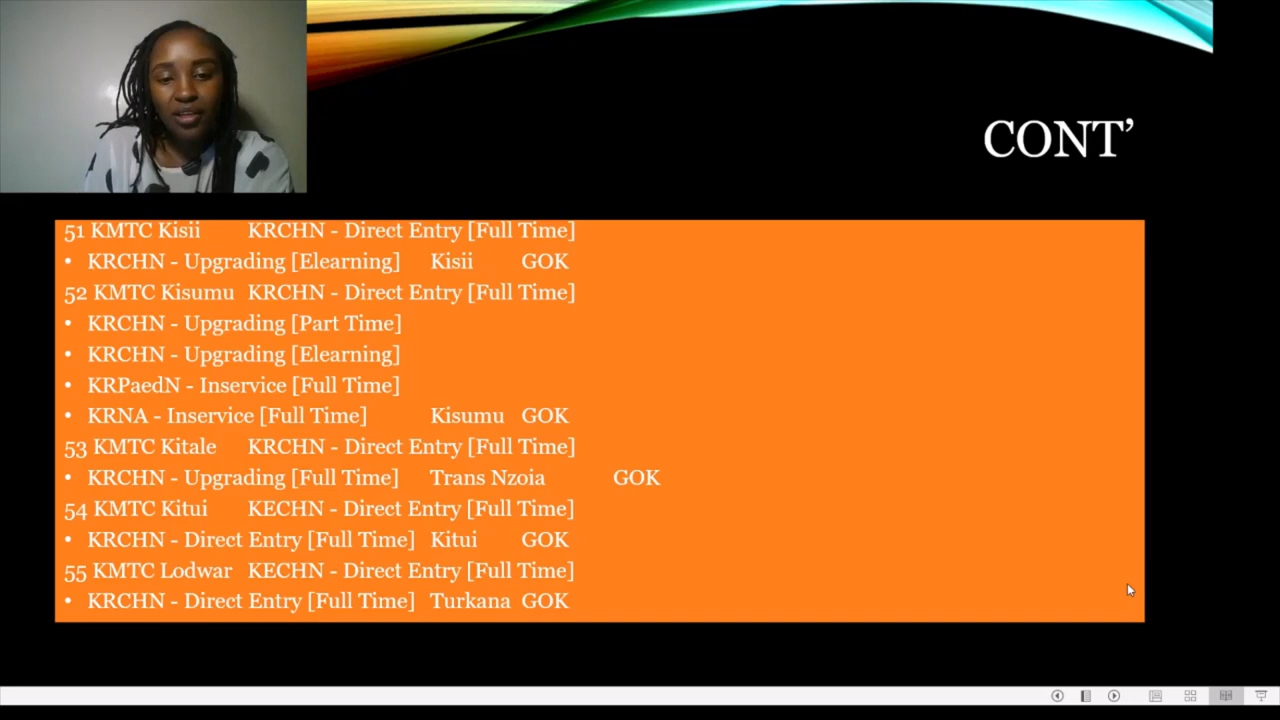 CONT’
51 KMTC Kisii KRCHN - Direct Entry [Full Time]
• KRCHN - Upgrading [Elearning] Kisii GOK
52 KMTC Kisumu KRCHN - Direct Entry [Full Time]
• KRCHN - Upgrading [Part Time]
• KRCHN - Upgrading [Elearning]
• KRPaedN - Inservice [Full Time]
• KRNA - Inservice [Full Time] Kisumu GOK
53 KMTC Kitale KRCHN - Direct Entry [Full Time]
• KRCHN - Upgrading [Full Time] Trans Nzoia GOK
54 KMTC Kitui KECHN - Direct Entry [Full Time]
• KRCHN - Direct Entry [Full Time] Kitui GOK
55 KMTC Lodwar KECHN - Direct Entry [Full Time]
• KRCHN - Direct Entry [Full Time] Turkana GOK